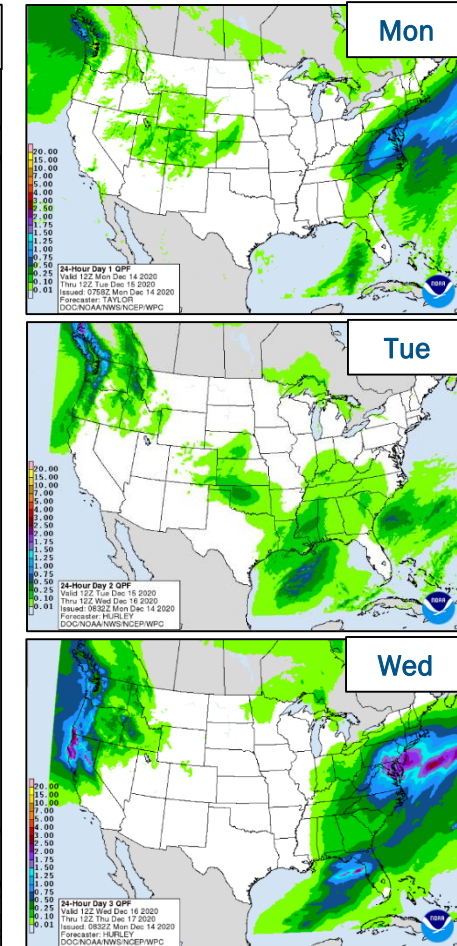 Mon
20.00
15.00
10.00
7.00
5.00
4.00
3.00
2.50
2.00
1.75
1.50
1.25
1.00
0.75
0.50
0.25
0.10
0.01
24-Hour Day 1 QPF
Valid 12Z Mon Dec 14 2020
Thru 12Z Tue Dec 15 2020
Issued: 0758Z Mon Dec 14 2020
Forecaster: TAYLOR
DOC/NOAA/NWS/NCEP/WPC
NOAA
Tue
20.00
15.00
10.00
7.00
5.00
4.00
3.00
2.50
2.00
1.75
1.50
1.25
1.00
0.75
0.50
0.25
0.10
0.01
24-Hour Day 2 QPF
Valid 12Z Tue Dec 15 2020
Thru 12Z Wed Dec 16 2020
Issued: 0832Z Mon Dec 14 2020
Forecaster: HURLEY
DOC/NOAA/NWS/NCEP/WPC
NOAA
Wed
20.00
15.00
10.00
7.00
5.00
4.00
3.00
2.50
2.00
1.75
1.50
1.25
1.00
0.75
0.50
0.25
0.10
0.01
24-Hour Day 3 QPF
Valid 12Z Wed Dec 16 2020
Thru 12Z Thu Dec 17 2020
Issued: 0832Z Mon Dec 14 2020
Forecaster: HURLEY
DOC/NOAA/NWS/NCEP/WPC
NOAA